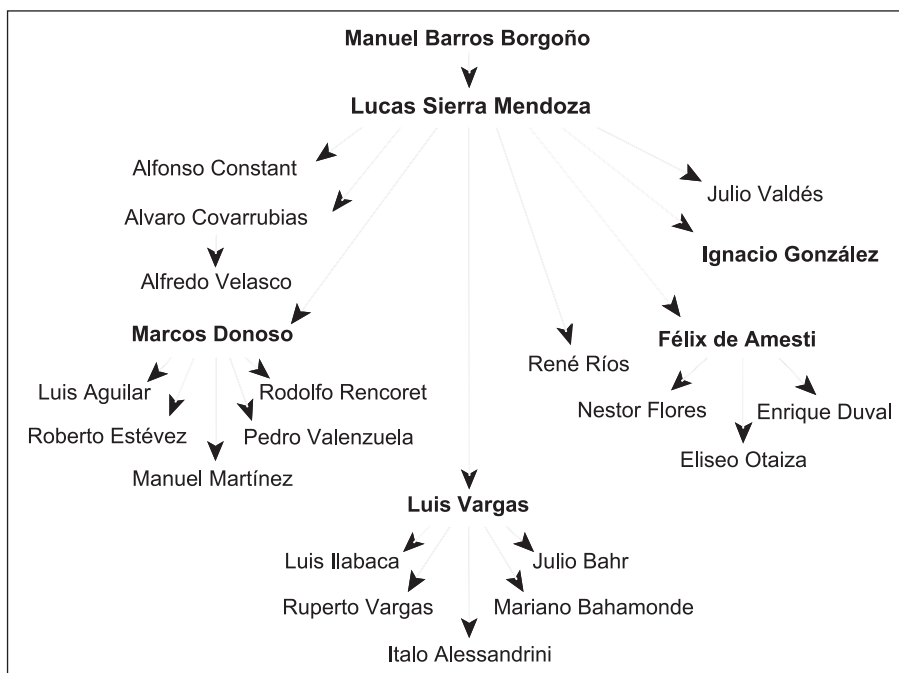 Manuel Barros Borgoño
Lucas Sierra Mendoza
Alfonso Constant
Julio Valdés
Alvaro Covarrubias
Ignacio González
Alfredo Velasco
Marcos Donoso
Félix de Amesti
René Ríos
Luis Aguilar
Rodolfo Rencoret
Nestor Flores
Enrique Duval
Roberto Estévez
Pedro Valenzuela
Eliseo Otaiza
Manuel Martínez
Luis Vargas
Luis Ilabaca
Julio Bahr
Ruperto Vargas
Mariano Bahamonde
Italo Alessandrini